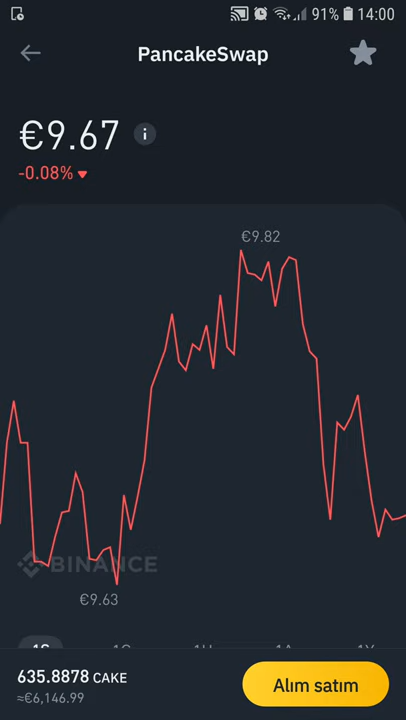 91% 14:00
PancakeSwap
€9.67
-0.08%
€9.82
BINANCE
€9.63
635.8878 CAKE
≈€6,146.99
Alım satım